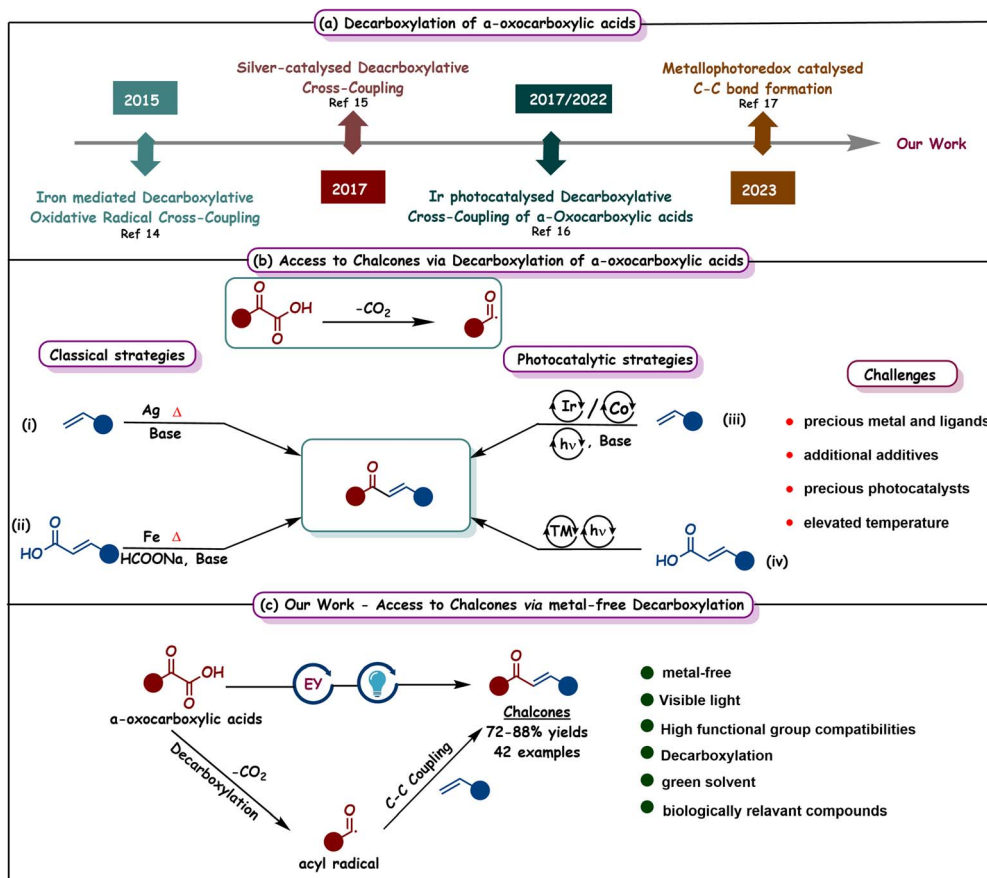 (a) Decarboxylation of a-oxocarboxylic acids
2015
Silver-catalysed Deacrboxylative
Cross-Coupling
Ref 15
2017/2022
Metallophotoredox catalysed
C-C bond formation
Ref 17
Our Work
Iron mediated Decarboxylative
Oxidative Radical Cross-Coupling
Ref 14
2017
Ir photocatalysed Decarboxylative
Cross-Coupling of a-Oxocarboxylic acids
Ref 16
2023
(b) Access to Chalcones via Decarboxylation of a-oxocarboxylic acids
O
OH
O
-CO2
O
Classical strategies
Photocatalytic strategies
Challenges
(i)
Ag Δ
Base
Ir / Co
hν, Base
(iii)
O
precious metal and ligands
additional additives
precious photocatalysts
elevated temperature
(ii)
O
HO
Fe Δ
HCOONa, Base
TM hν
O
HO
(iv)
(c) Our Work - Access to Chalcones via metal-free Decarboxylation
O
OH
O
a-oxocarboxylic acids
EY
O
Chalcones
72-88% yields
42 examples
Decarboxylation
-CO2
C-C Coupling
O
acyl radical
metal-free
Visible light
High functional group compatibilities
Decarboxylation
green solvent
biologically relavant compounds